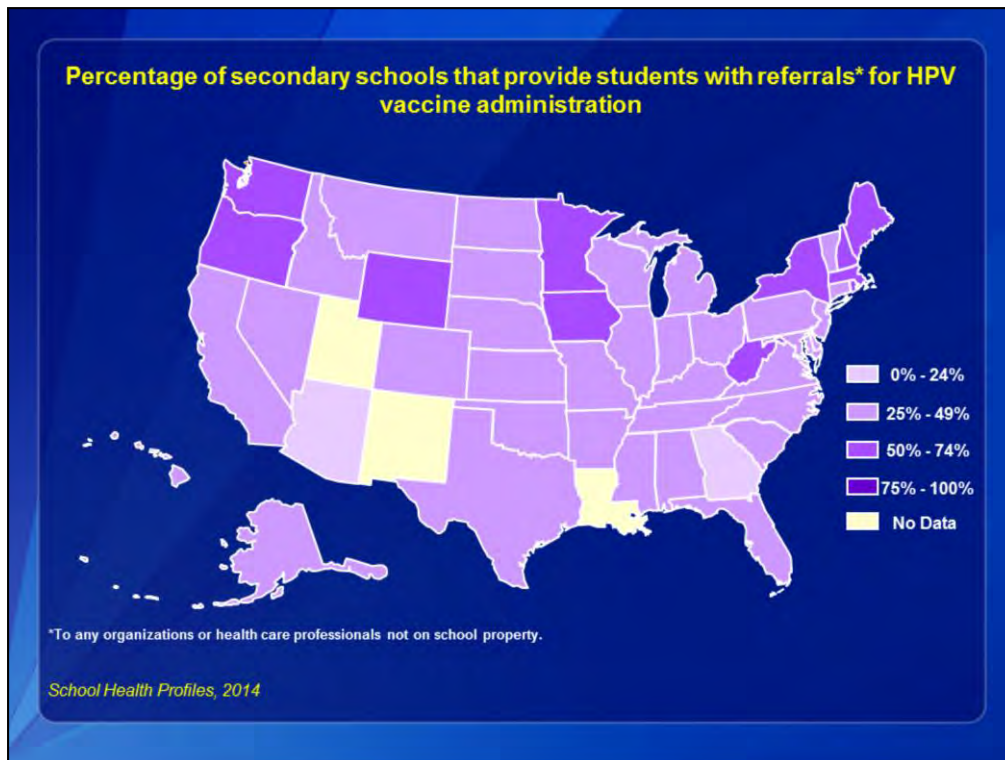 Percentage of secondary schools that provide students with referrals* for HPV
vaccine administration
0% - 24%
25% - 49%
50% - 74%
75% - 100%
No Data
*To any organizations or health care professionals not on school property.
School Health Profiles, 2014